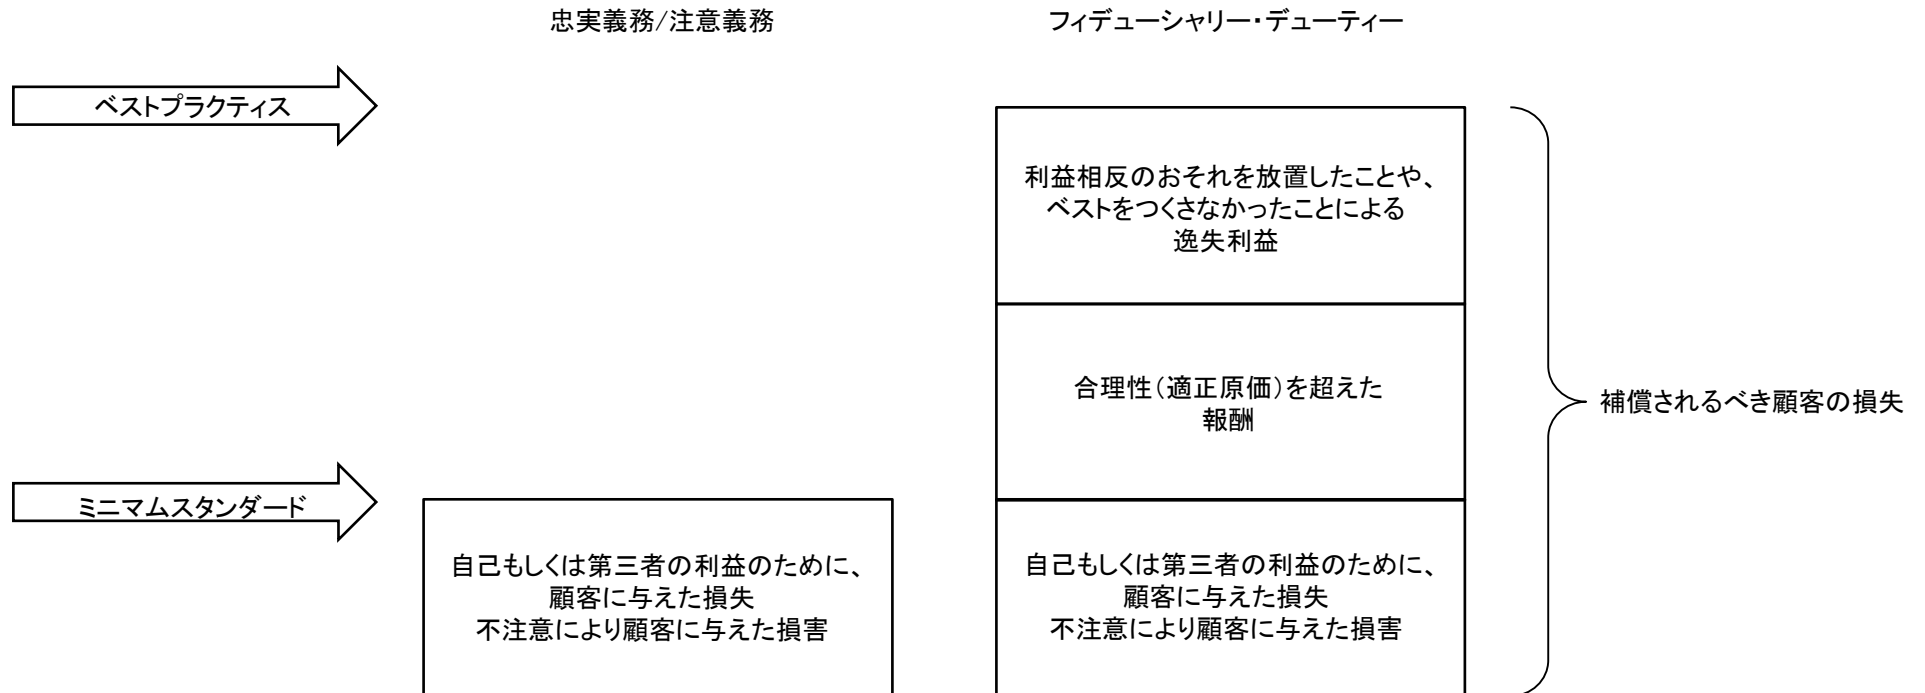 忠実義務/注意義務
フィデューシャリー・デューティー
ベストプラクティス
利益相反のおそれを放置したことや、
ベストをつくさなかったことによる
逸失利益
合理性(適正原価)を超えた
報酬
補償されるべき顧客の損失
ミニマムスタンダード
自己もしくは第三者の利益のために、
顧客に与えた損失
不注意により顧客に与えた損害
自己もしくは第三者の利益のために、
顧客に与えた損失
不注意により顧客に与えた損害